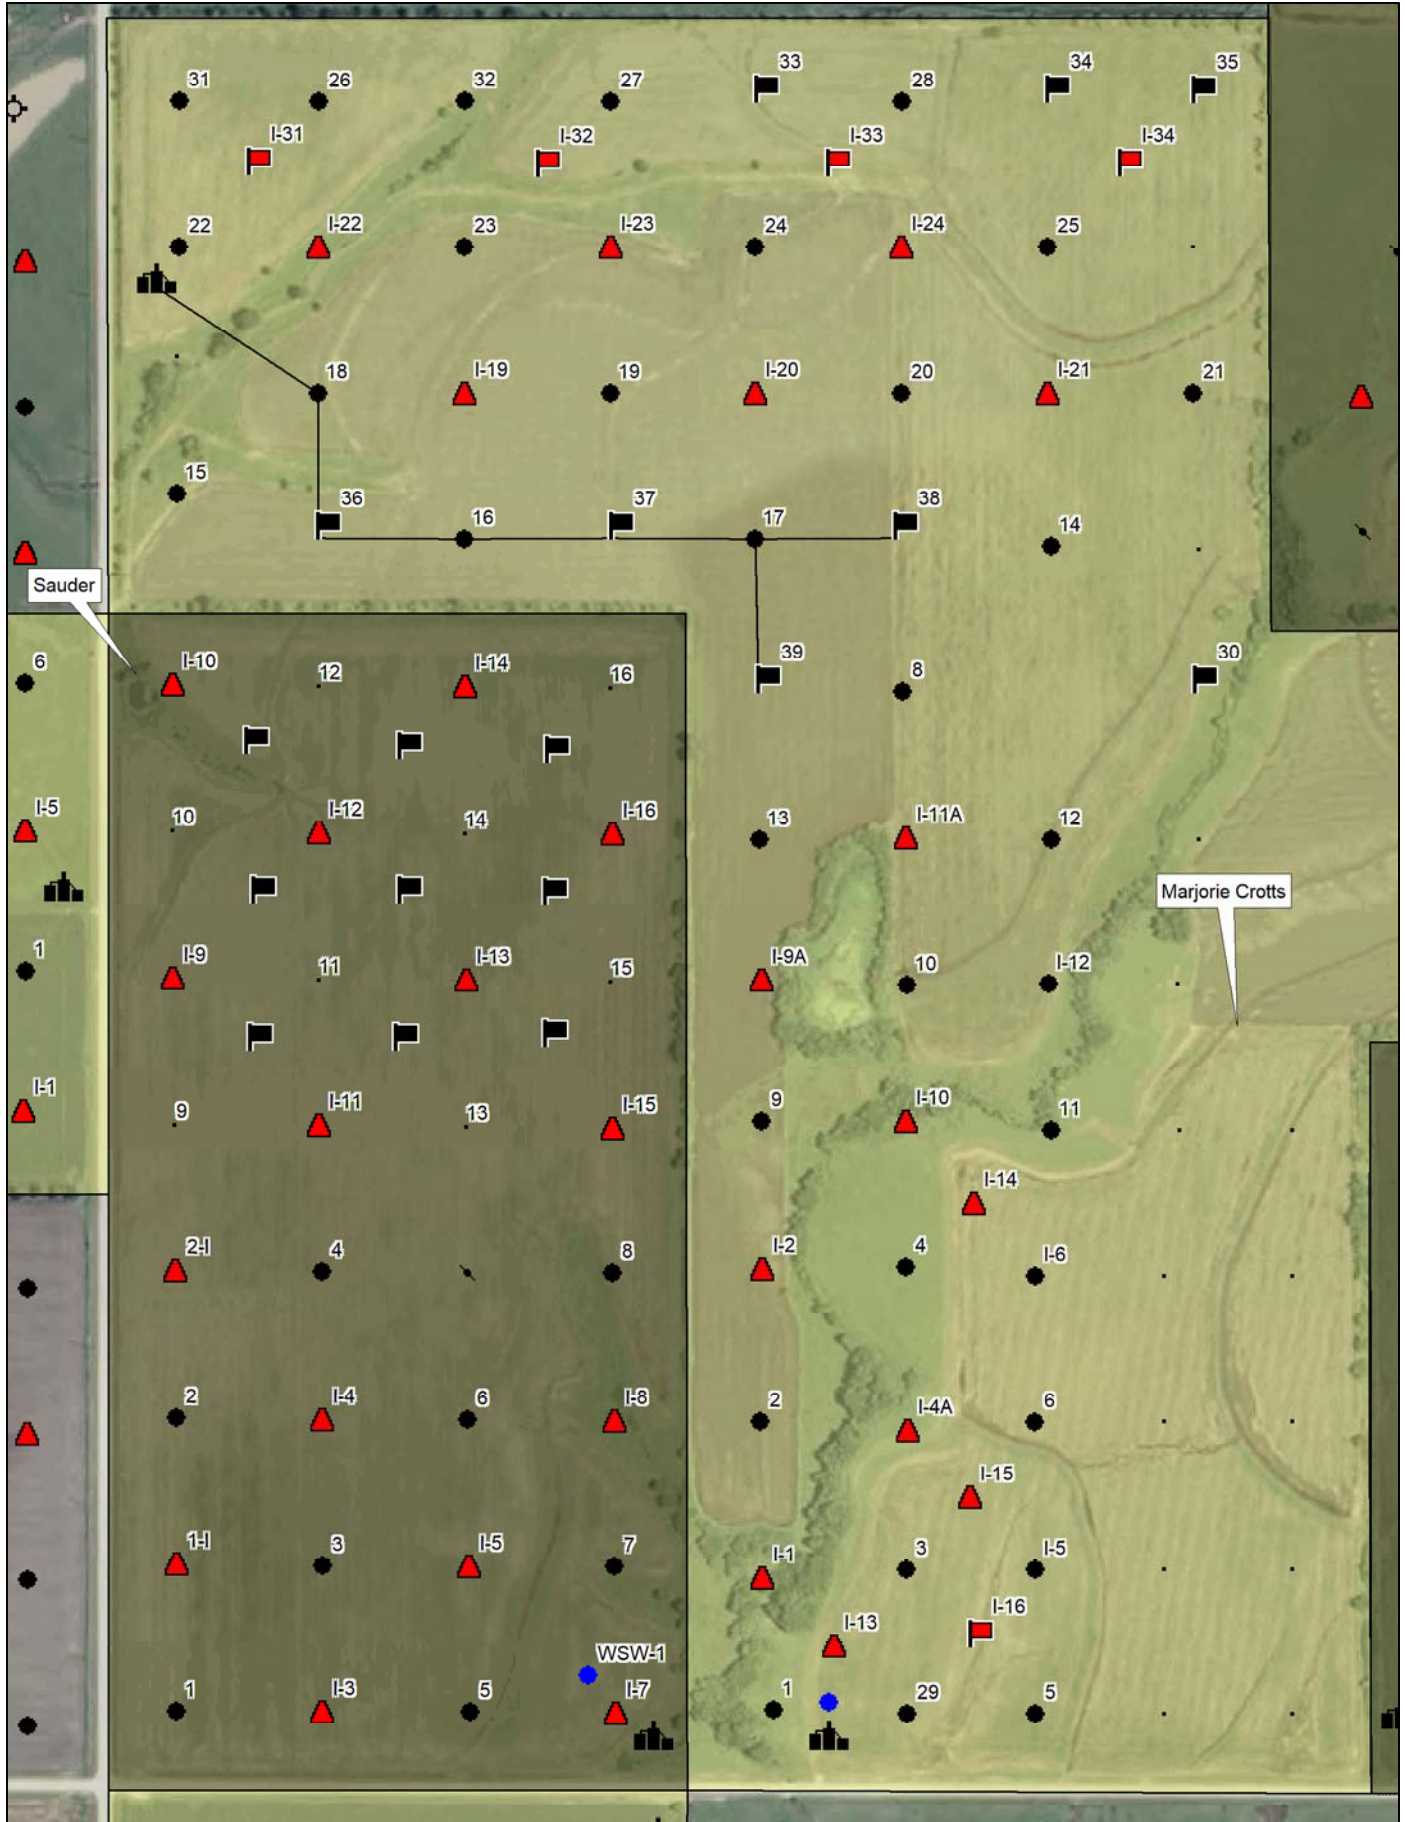 31
26
32
27
33
28
34
35
I-31
I-32
I-33
I-34
22
I-22
23
I-23
24
I-24
25
18
I-19
19
I-20
20
I-21
21
15
36
16
37
17
38
14
Sauder
6
I-10
12
I-14
16
39
8
30
I-5
10
I-12
14
I-16
13
I-11A
12
Marjorie Crotts
1
I-9
11
I-13
15
I-9A
10
I-12
I-1
9
I-11
13
I-15
9
I-10
11
I-14
2-I
4
8
I-2
4
I-6
2
I-4
6
I-8
2
I-4A
6
I-15
1-I
3
I-5
7
I-1
3
I-5
I-13
I-16
WSW-1
1
I-3
5
I-7
1
29
5